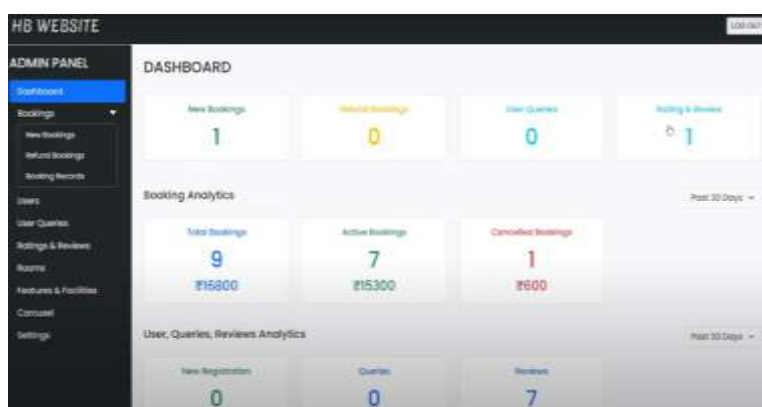 HB WEBSITE
LOG OUT
ADMIN PANEL
Dashboard
Bookings
New Bookings
Refund Bookings
Booking Records
Users
User Queries
Ratings & Reviews
Rooms
Features & Facilities
Carousel
Settings
DASHBOARD
New Bookings
1
Refund Bookings
0
User Queries
0
Rating & Review
1
Booking Analytics
Past 30 Days
Total Bookings
9
₹16800
Active Bookings
7
₹15300
Cancelled Bookings
1
₹600
User, Queries, Reviews Analytics
Past 30 Days
New Registration
0
Queries
0
Reviews
7